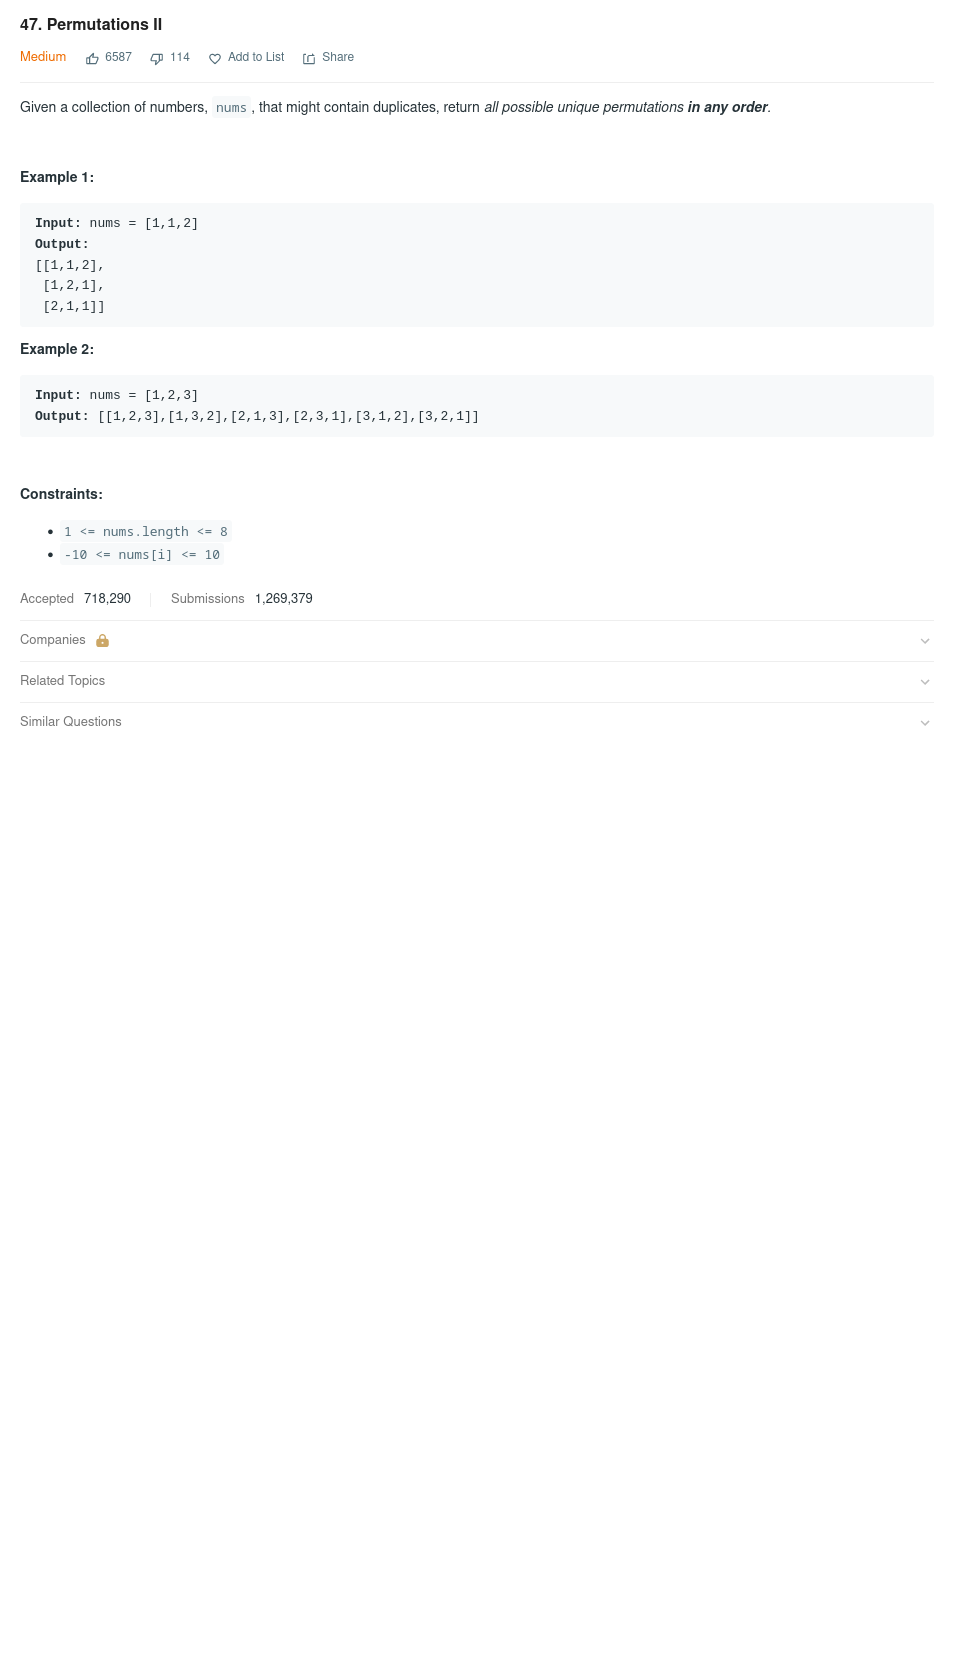 47. Permutations II
Medium 6587 114 Add to List Share
Given a collection of numbers, nums, that might contain duplicates, return all possible unique permutations in any order.
Example 1:
Input: nums = [1,1,2]
Output:
[[1,1,2],
 [1,2,1],
 [2,1,1]]
Example 2:
Input: nums = [1,2,3]
Output: [[1,2,3],[1,3,2],[2,1,3],[2,3,1],[3,1,2],[3,2,1]]
Constraints:
• 1 <= nums.length <= 8
• -10 <= nums[i] <= 10
Accepted 718,290 Submissions 1,269,379
Companies
Related Topics
Similar Questions